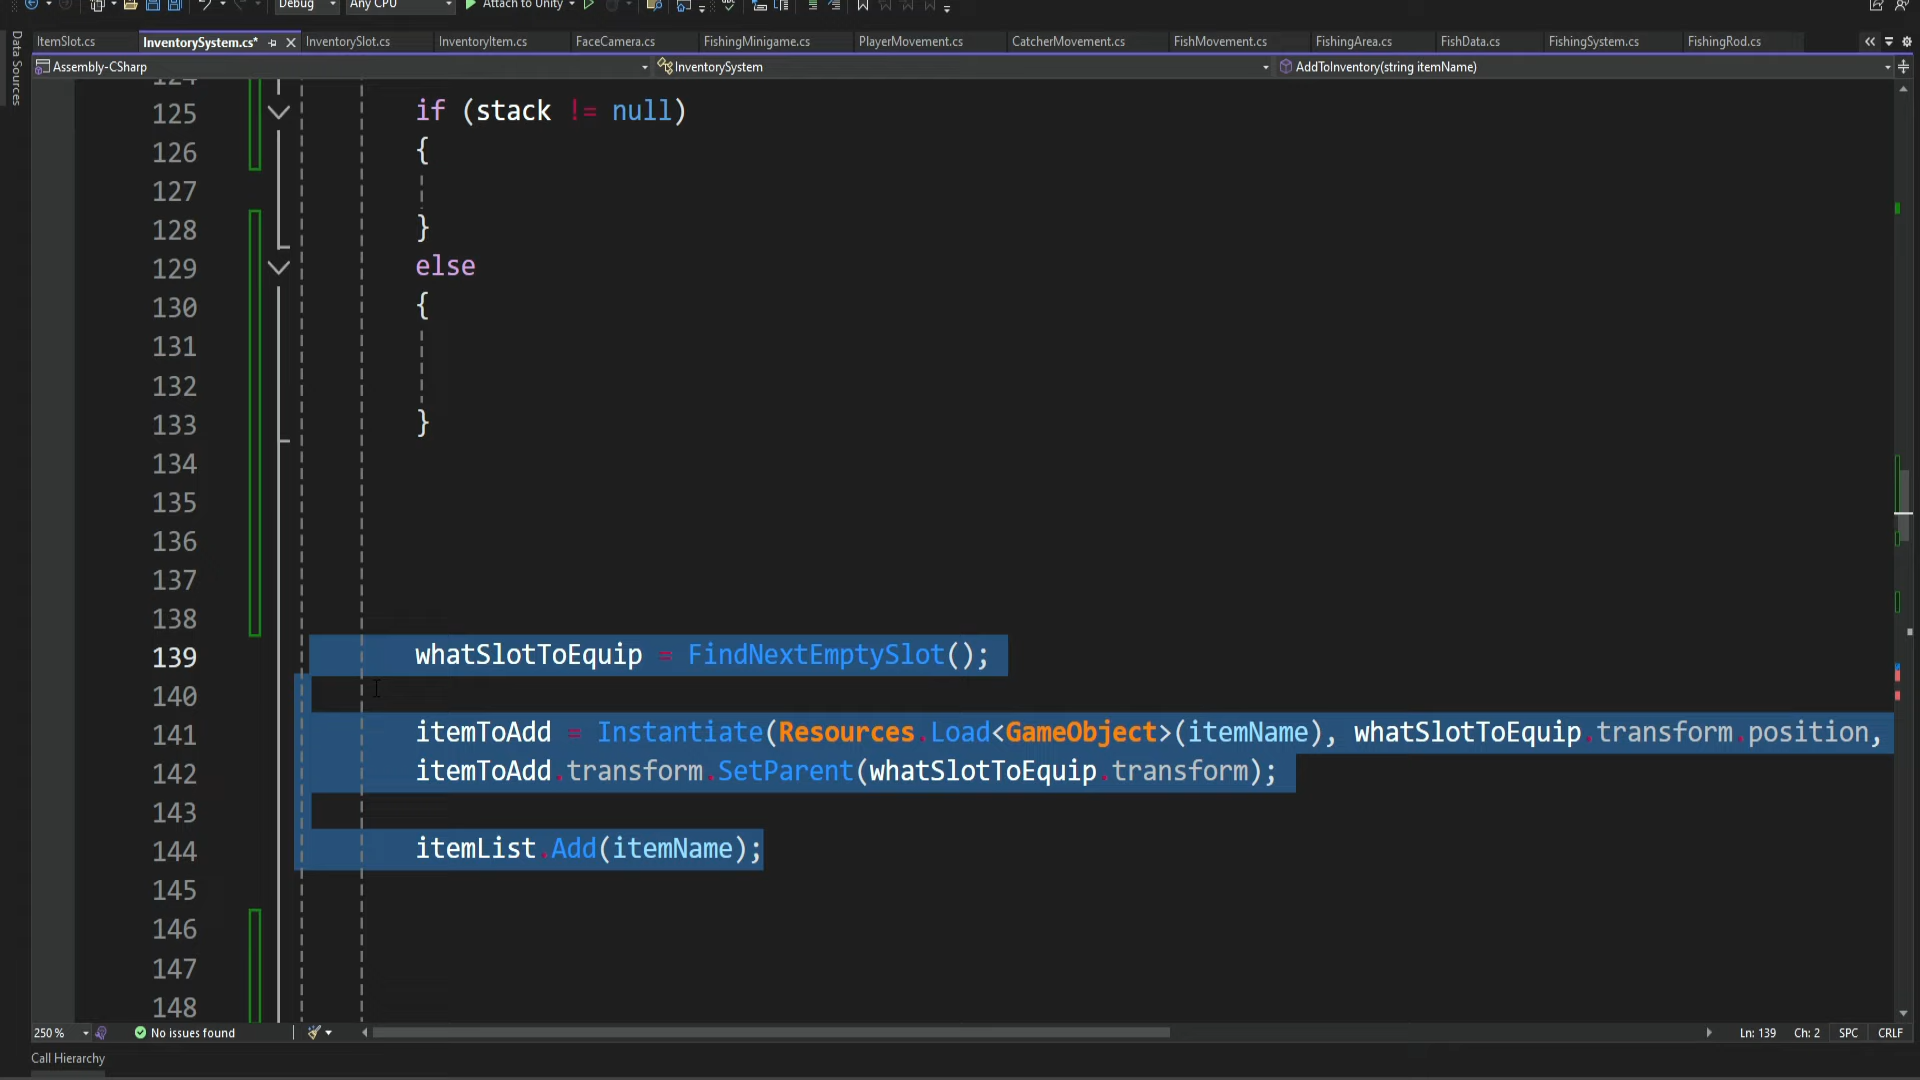 Debug
Any CPU
Attach to Unity
Data Sources
ItemSlot.cs
InventorySystem.cs*
InventorySlot.cs
InventoryItem.cs
FaceCamera.cs
FishingMinigame.cs
PlayerMovement.cs
CatcherMovement.cs
FishMovement.cs
FishingArea.cs
FishData.cs
FishingSystem.cs
FishingRod.cs
Assembly-CSharp
InventorySystem
AddToInventory(string itemName)
124
125 if (stack != null)
126 {
127
128 }
129 else
130 {
131
132
133 }
134
135
136
137
138
139 whatSlotToEquip = FindNextEmptySlot();
140
141 itemToAdd = Instantiate(Resources.Load<GameObject>(itemName), whatSlotToEquip.transform.position,
142 itemToAdd.transform.SetParent(whatSlotToEquip.transform);
143
144 itemList.Add(itemName);
145
146
147
148
250 %
No issues found
Ln: 139
Ch: 2
SPC
CRLF
Call Hierarchy